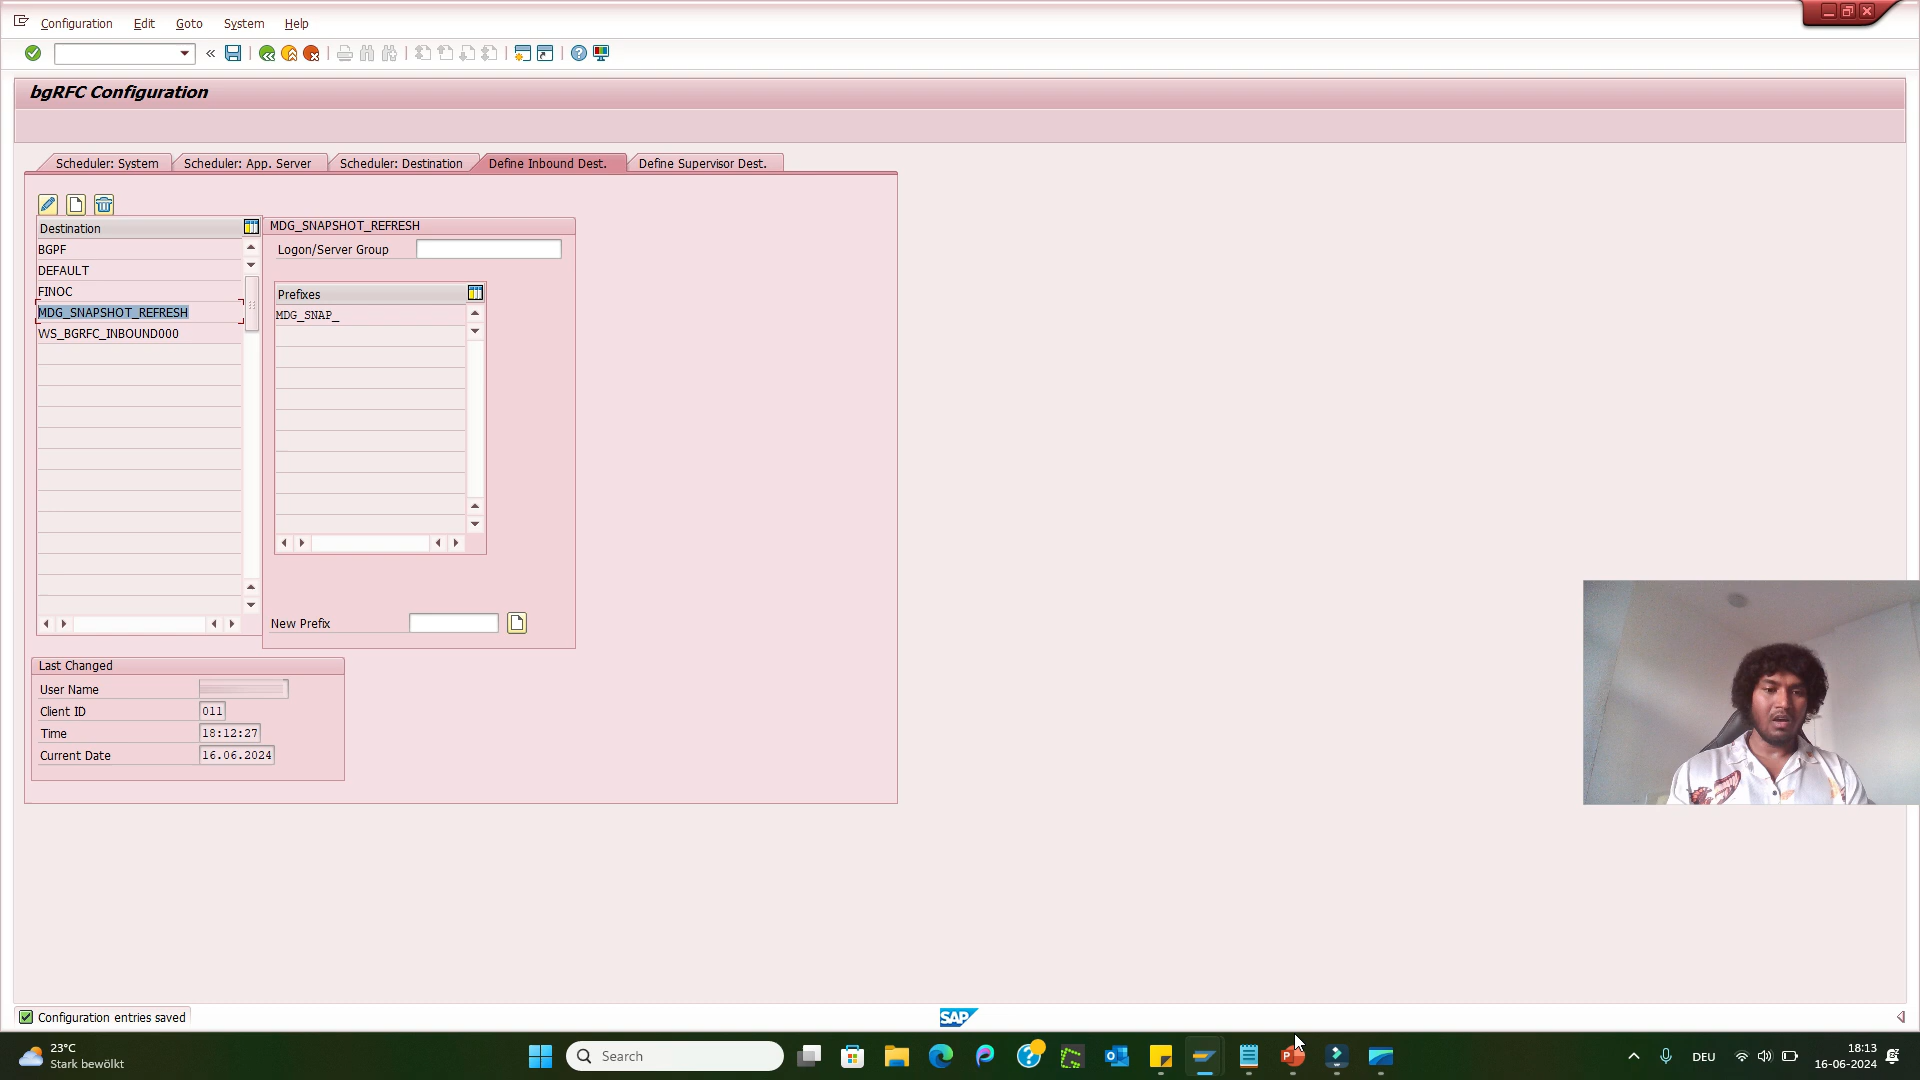 Configuration Edit Goto System Help
bgRFC Configuration
Scheduler: System Scheduler: App. Server Scheduler: Destination Define Inbound Dest. Define Supervisor Dest.
Destination
BGPF
DEFAULT
FINOC
MDG_SNAPSHOT_REFRESH
WS_BGRFC_INBOUND000
MDG_SNAPSHOT_REFRESH
Logon/Server Group
Prefixes
MDG_SNAP_
New Prefix
Last Changed
User Name
Client ID 011
Time 18:12:27
Current Date 16.06.2024
Configuration entries saved
SAP
23°C
Stark bewölkt
Search
DEU
18:13
16-06-2024